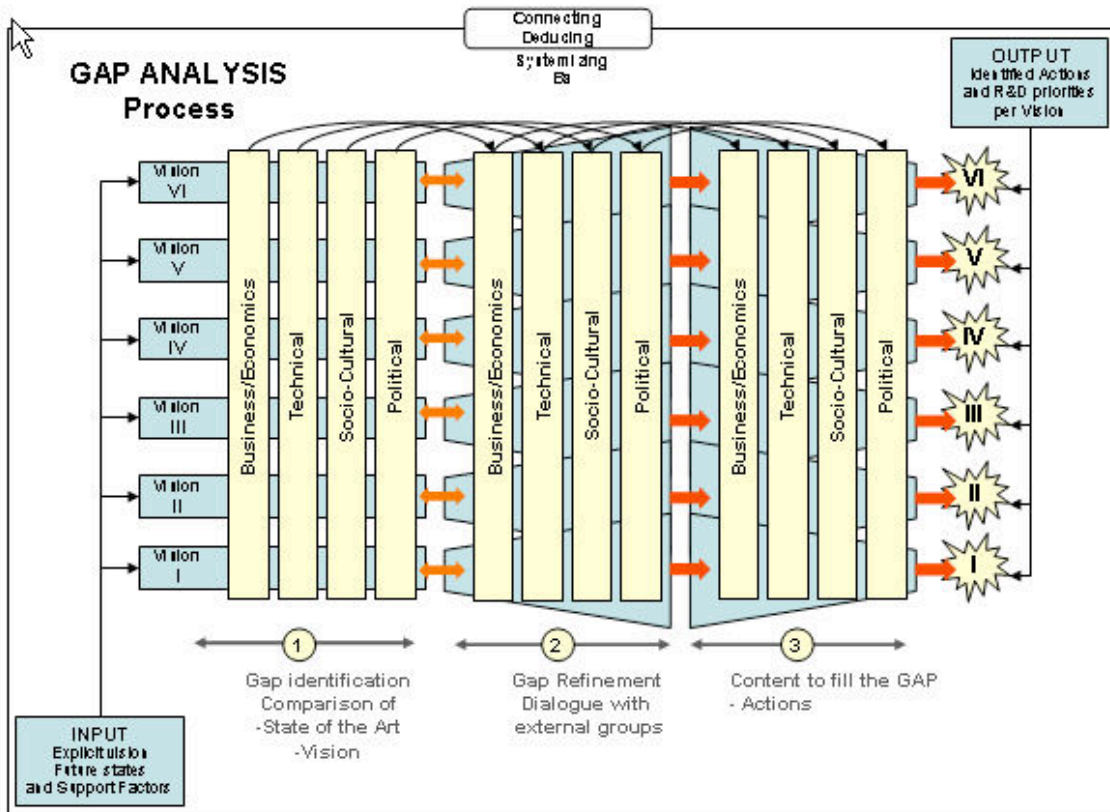 Connecting
Deducing
Systemizing
Ba
GAP ANALYSIS
Process
OUTPUT
Identified Actions
and R&D priorities
per Vision
Vision
VI
Vision
V
Vision
IV
Vision
III
Vision
II
Vision
I
Business/Economics
Technical
Socio-Cultural
Political
Business/Economics
Technical
Socio-Cultural
Political
Business/Economics
Technical
Socio-Cultural
Political
VI
V
IV
III
II
I
1
Gap identification
Comparison of
-State of the Art
-Vision
2
Gap Refinement
Dialogue with
external groups
3
Content to fill the GAP
- Actions
INPUT
Explicit vision
Future states
and Support Factors